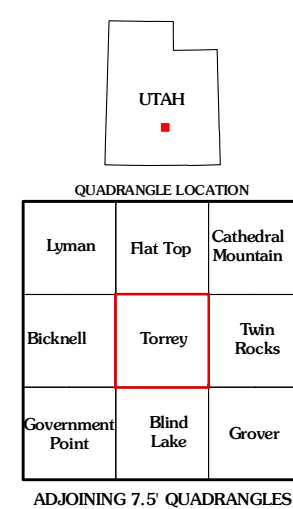 UTAH
QUADRANGLE LOCATION
Lyman
Flat Top
Cathedral
Mountain
Bicknell
Torrey
Twin
Rocks
Government
Point
Blind
Lake
Grover
ADJOINING 7.5' QUADRANGLES